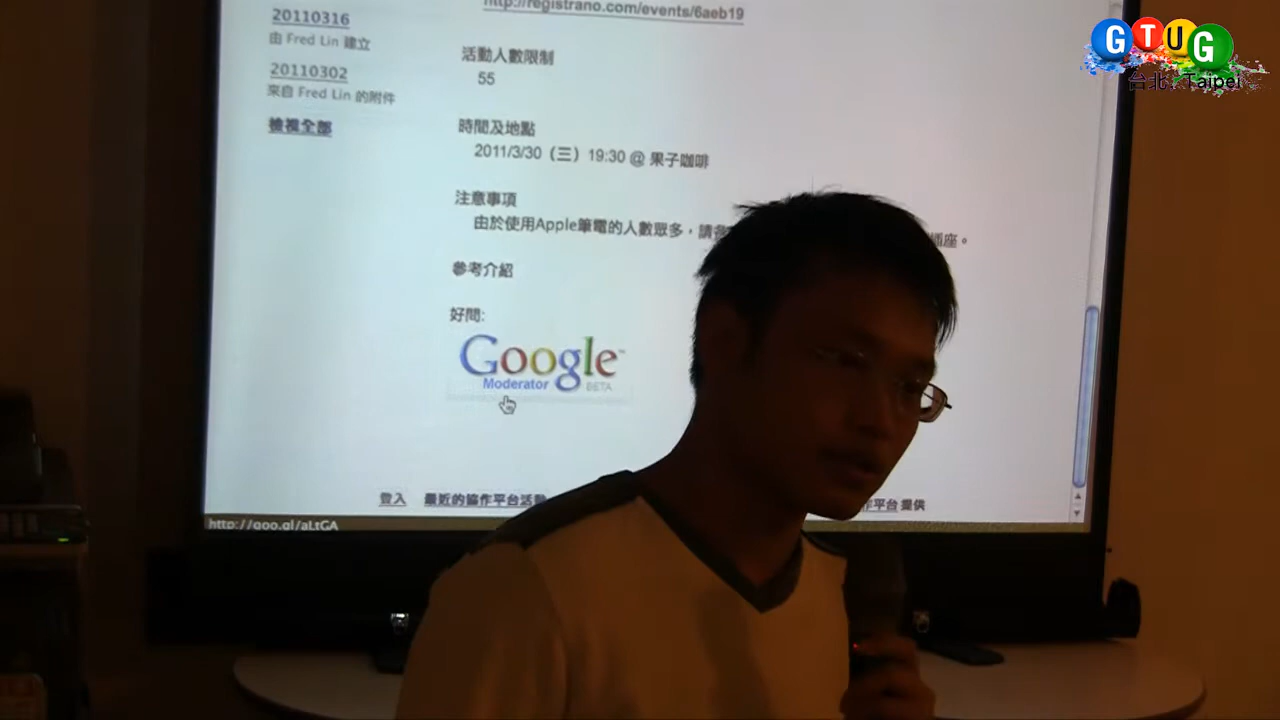 GTUG
台北, Taipei
20110316
由 Fred Lin 建立
20110302
來自 Fred Lin 的附件
檢視全部
http://registrano.com/events/6aeb19
活動人數限制
55
時間及地點
2011/3/30（三）19:30 @ 果子咖啡
注意事項
由於使用Apple筆電的人數眾多，請各 插座。
參考介紹
好問:
Google™
Moderator BETA
登入 最近的協作平台活動 作平台 提供
http://goo.gl/aLtGA